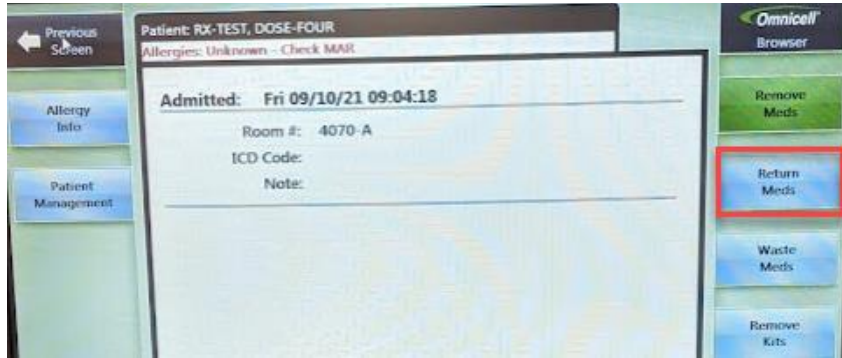 Previous
Screen
Patient: RX-TEST, DOSE-FOUR
Allergies: Unknown - Check MAR
Omnicell
Browser
Allergy
Info
Patient
Management
Admitted: Fri 09/10/21 09:04:18
Room #: 4070-A
ICD Code:
Note:
Remove
Meds
Return
Meds
Waste
Meds
Remove
Kits